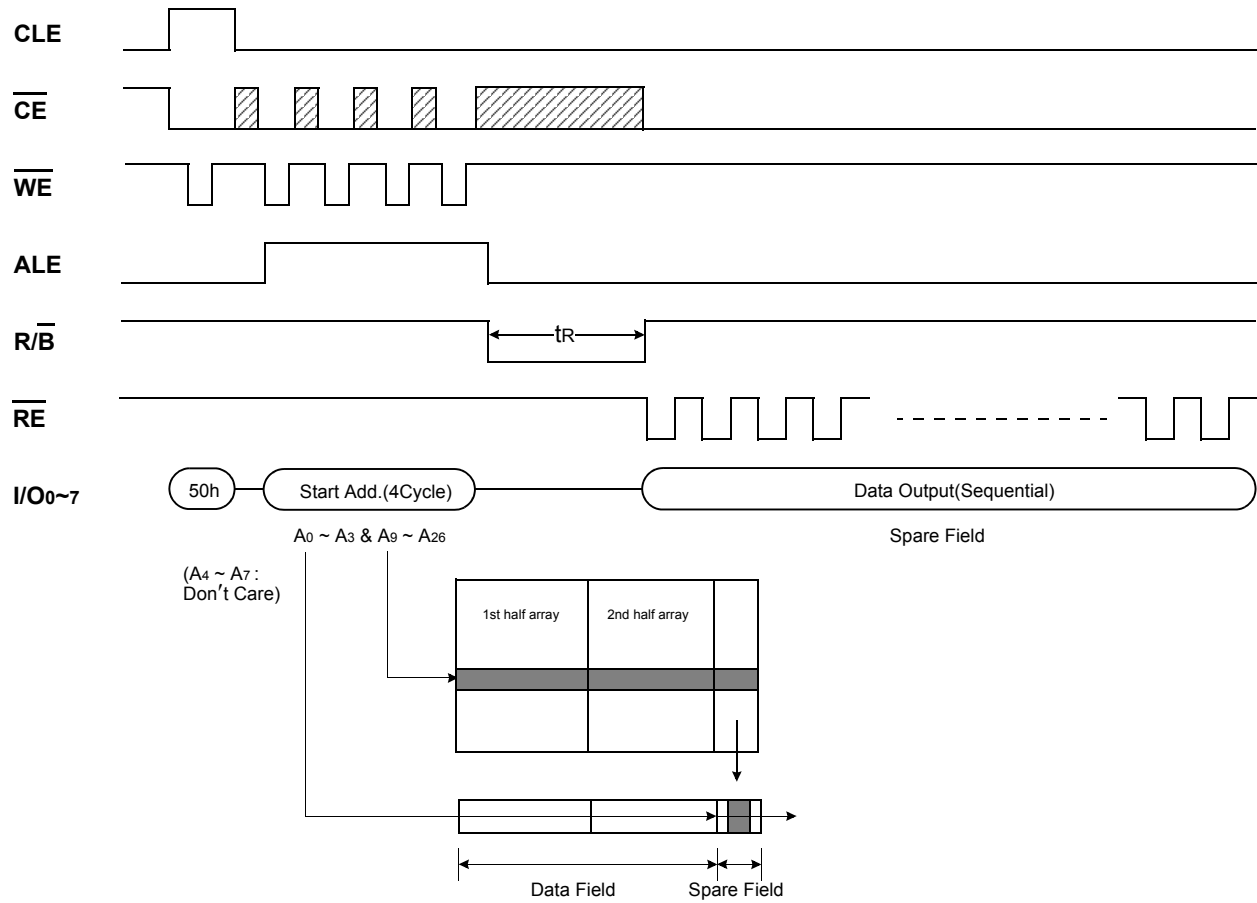 CLE
CE
WE
ALE
R/B
tR
RE
I/O0~7
50h
Start Add.(4Cycle)
Data Output(Sequential)
A0 ~ A3 & A9 ~ A26
Spare Field
(A4 ~ A7 :
Don't Care)
1st half array
2nd half array
Data Field
Spare Field